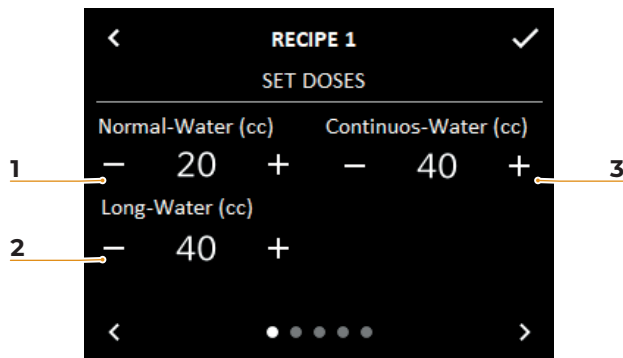 RECIPE 1
SET DOSES
Normal-Water (cc) Continuos-Water (cc)
1 − 20 + − 40 + 3
Long-Water (cc)
2 − 40 +